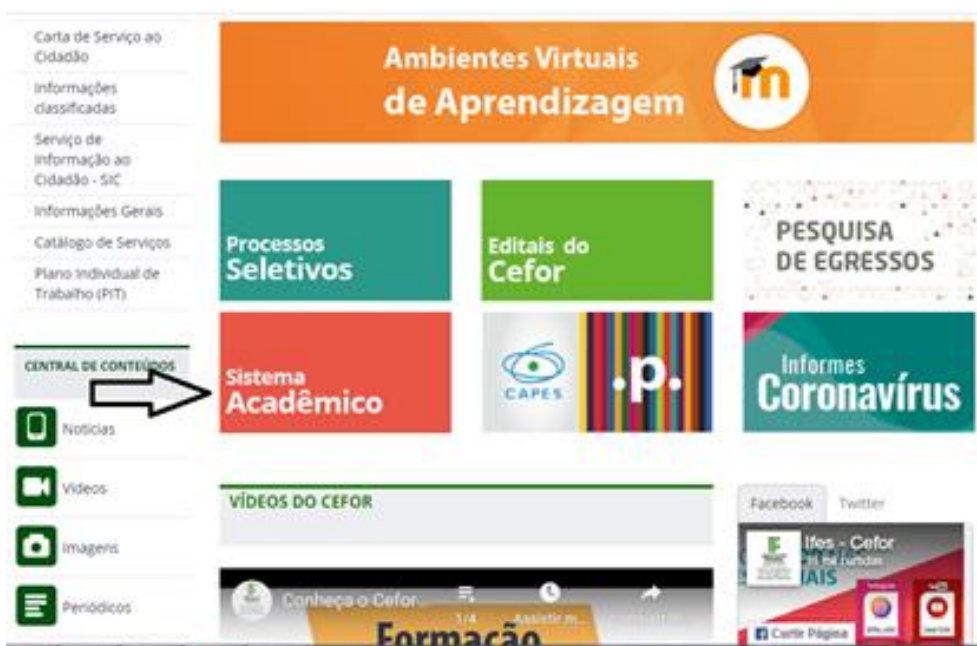 Carta de Serviço ao
Cidadão
Informações
classificadas
Serviço de
Informação ao
Cidadão - SIC
Informações Gerais
Catálogo de Serviços
Plano Individual de
Trabalho (PIT)
CENTRAL DE CONTEÚDOS
Notícias
Vídeos
Imagens
Periódicos
Ambientes Virtuais
de Aprendizagem
m
Processos
Seletivos
Editais do
Cefor
PESQUISA
DE EGRESSOS
Sistema
Acadêmico
CAPES
.p.
Informes
Coronavírus
VÍDEOS DO CEFOR
Conheça o Cefor...
1/4
Assistir m...
Formação
Facebook
Twitter
Ifes - Cefor
curtidas
IAIS
Curtir Página